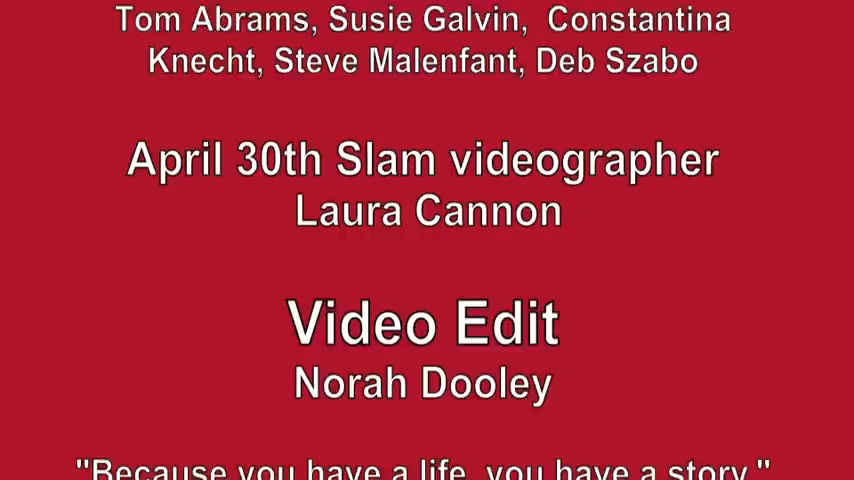 Tom Abrams, Susie Galvin, Constantina
Knecht, Steve Malenfant, Deb Szabo
April 30th Slam videographer
Laura Cannon
Video Edit
Norah Dooley
"Because you have a life, you have a story."